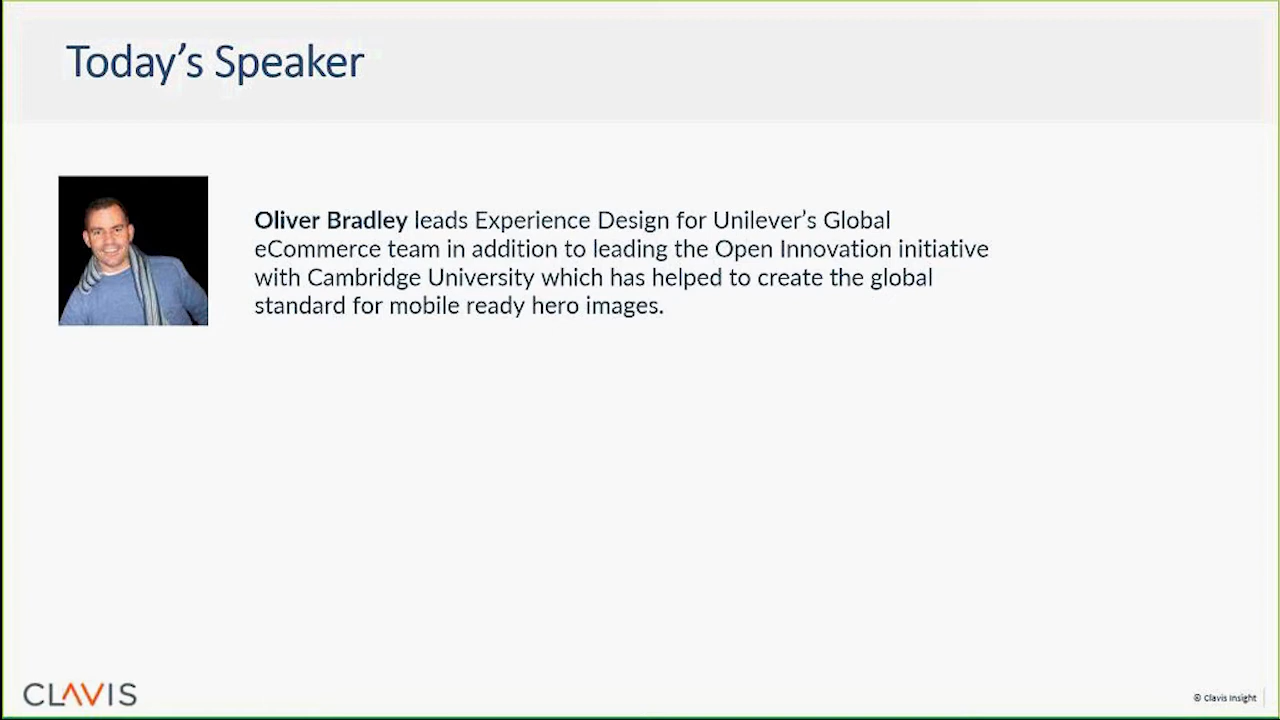 Today's Speaker
Oliver Bradley leads Experience Design for Unilever's Global
eCommerce team in addition to leading the Open Innovation initiative
with Cambridge University which has helped to create the global
standard for mobile ready hero images.
CLAVIS
© Clavis Insight